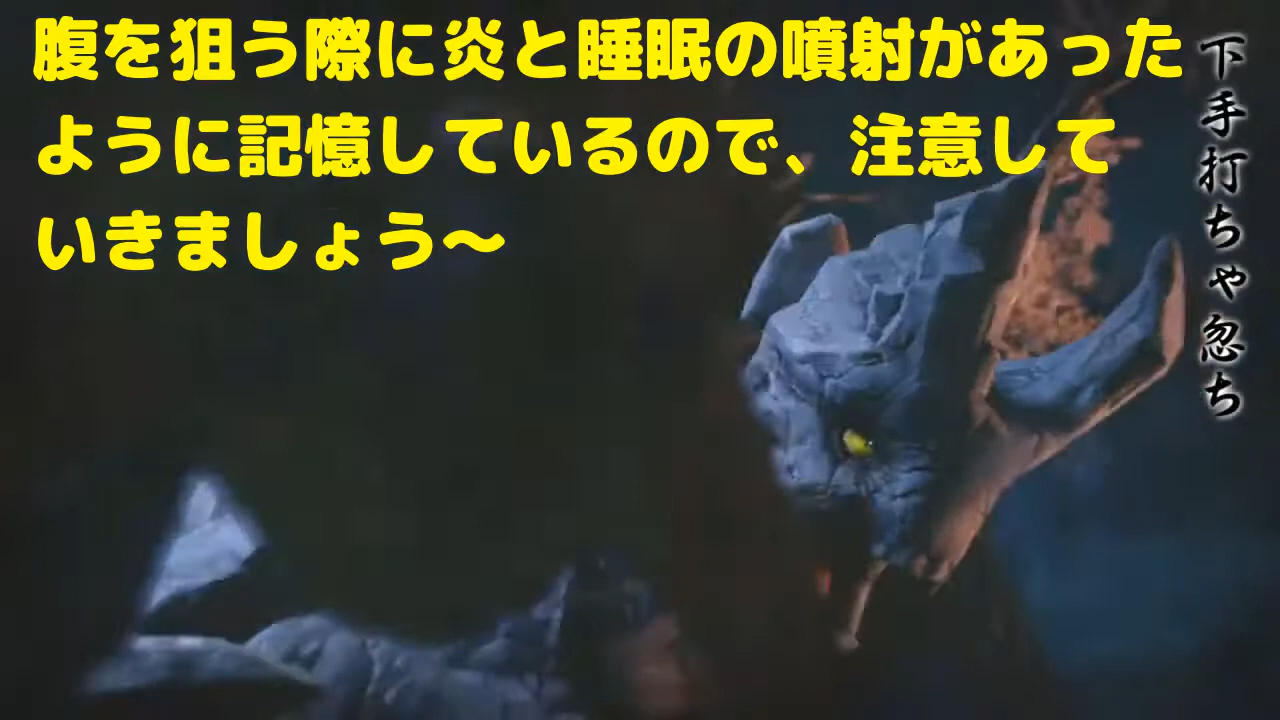 腹を狙う際に炎と睡眠の噴射があった
ように記憶しているので、注意して
いきましょう～
下手打ちゃ忽ち